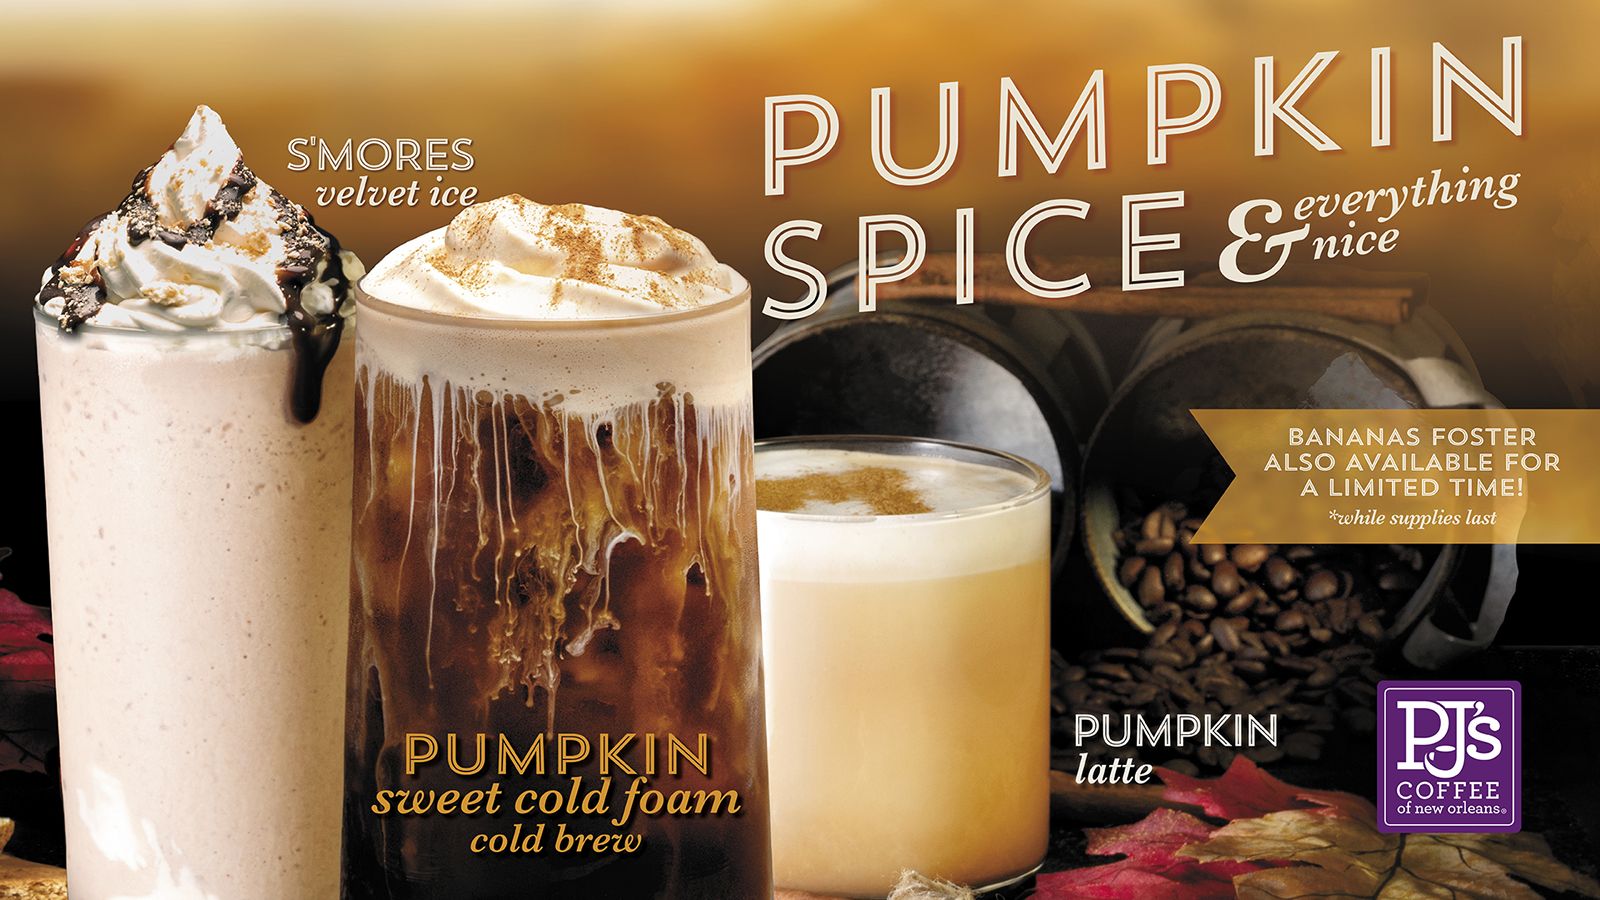 S'MORES
velvet ice
PUMPKIN
SPICE & everything
nice
BANANAS FOSTER
ALSO AVAILABLE FOR
A LIMITED TIME!
*while supplies last
PUMPKIN
sweet cold foam
cold brew
PUMPKIN
latte
PJ's
COFFEE
of new orleans®